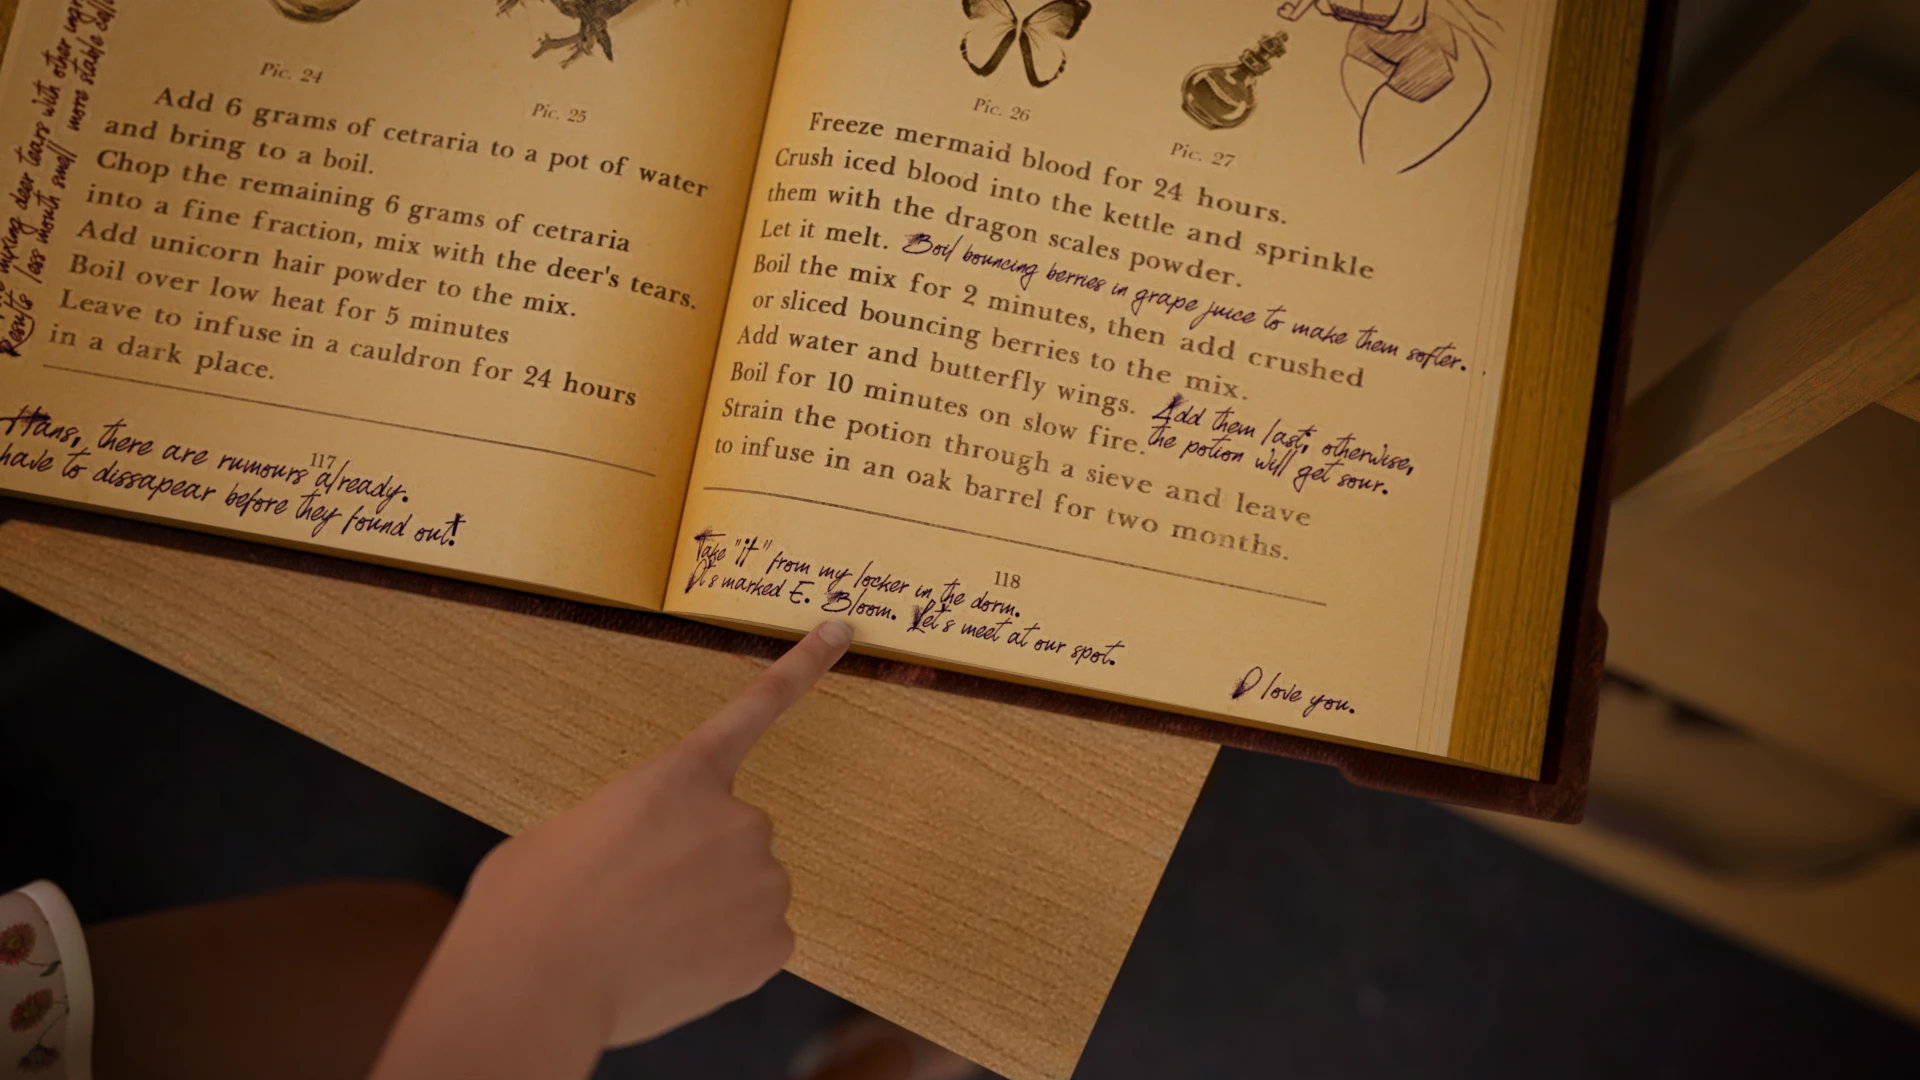 mixing deer tears with other
Results less mouth smell more stable
Pic. 24
Pic. 25
Add 6 grams of cetraria to a pot of water
and bring to a boil.
Chop the remaining 6 grams of cetraria
into a fine fraction, mix with the deer's tears.
Add unicorn hair powder to the mix.
Boil over low heat for 5 minutes
Leave to infuse in a cauldron for 24 hours
in a dark place.
117
Hans, there are rumours already.
have to dissapear before they found out!
Pic. 26
Pic. 27
Freeze mermaid blood for 24 hours.
Crush iced blood into the kettle and sprinkle
them with the dragon scales powder.
Let it melt. Boil bouncing berries in grape juice to make them softer.
Boil the mix for 2 minutes, then add crushed
or sliced bouncing berries to the mix.
Add water and butterfly wings. Add them last, otherwise,
Boil for 10 minutes on slow fire. the potion will get sour.
Strain the potion through a sieve and leave
to infuse in an oak barrel for two months.
118
Take "it" from my locker in the dorm.
It's marked E. Bloom. Let's meet at our spot.
I love you.